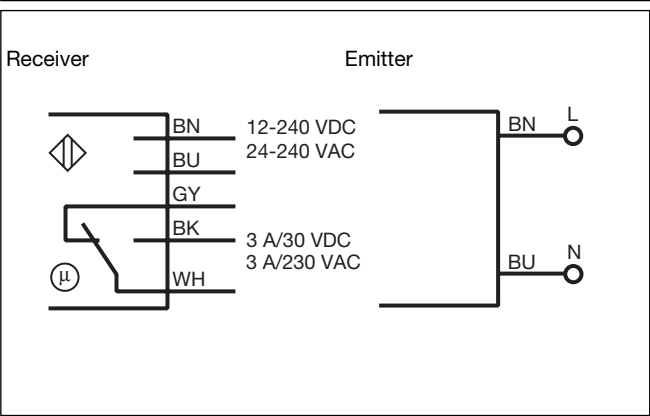 Receiver
Emitter
BN
12-240 VDC
BU
24-240 VAC
GY
BK
3 A/30 VDC
3 A/230 VAC
WH
µ
BN
L
BU
N